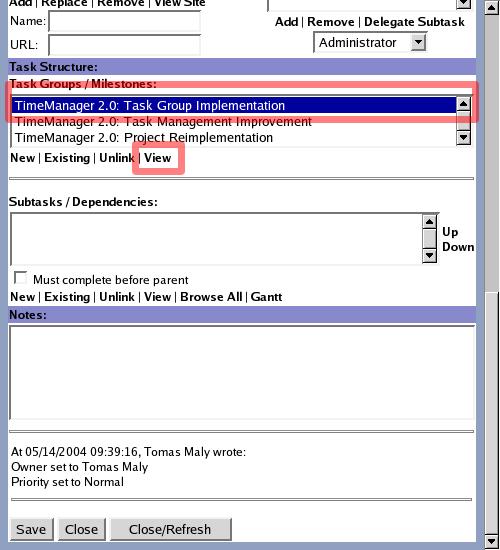 Add | Replace | Remove | View Site
Name:
URL:
Add | Remove | Delegate Subtask
Administrator
Task Structure:
Task Groups / Milestones:
TimeManager 2.0: Task Group Implementation
TimeManager 2.0: Task Management Improvement
TimeManager 2.0: Project Reimplementation
New | Existing | Unlink | View
Subtasks / Dependencies:
Up
Down
Must complete before parent
New | Existing | Unlink | View | Browse All | Gantt
Notes:
At 05/14/2004 09:39:16, Tomas Maly wrote:
Owner set to Tomas Maly
Priority set to Normal
Save Close Close/Refresh